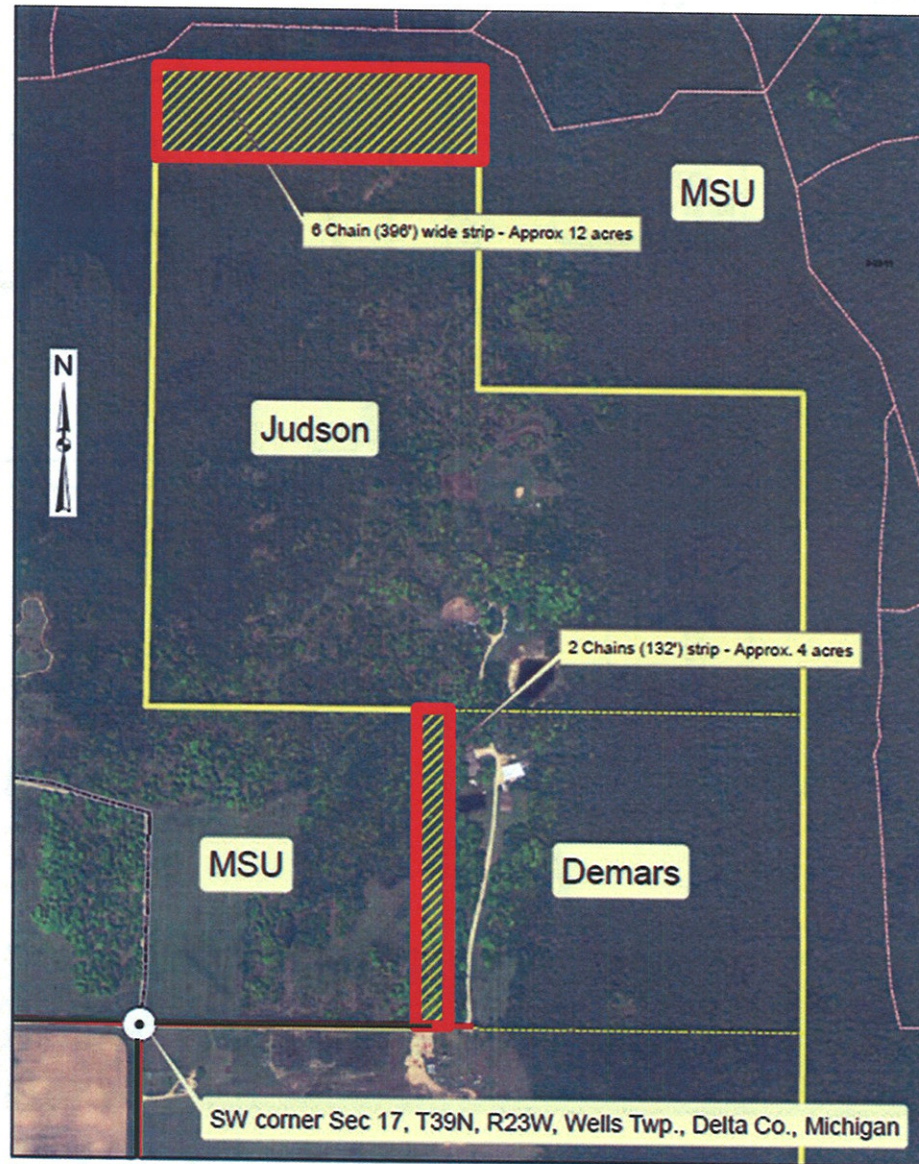 MSU
6 Chain (396') wide strip - Approx 12 acres
N
Judson
2 Chains (132') strip - Approx. 4 acres
MSU
Demars
SW corner Sec 17, T39N, R23W, Wells Twp., Delta Co., Michigan